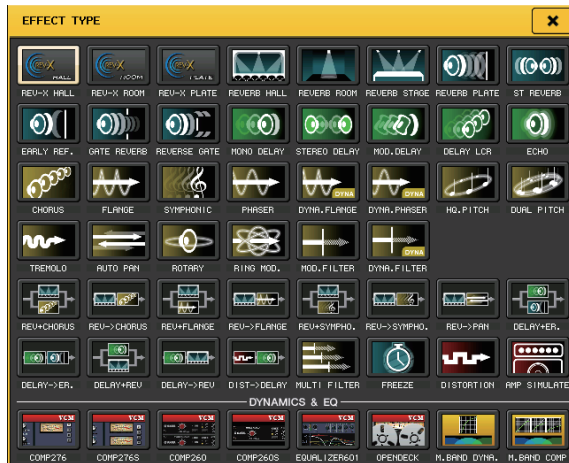 EFFECT TYPE
REV-X HALL REV-X ROOM REV-X PLATE REVERB HALL REVERB ROOM REVERB STAGE REVERB PLATE ST REVERB
EARLY REF. GATE REVERB REVERSE GATE MONO DELAY STEREO DELAY MOD.DELAY DELAY LCR ECHO
CHORUS FLANGE SYMPHONIC PHASER DYNA.FLANGE DYNA.PHASER HQ.PITCH DUAL PITCH
TREMOLO AUTO PAN ROTARY RING MOD. MOD.FILTER DYNA.FILTER
REV+CHORUS REV->CHORUS REV+FLANGE REV->FLANGE REV+SYMPHO. REV->SYMPHO. REV->PAN DELAY+ER.
DELAY->ER. DELAY+REV DELAY->REV DIST->DELAY MULTI FILTER FREEZE DISTORTION AMP SIMULATE
DYNAMICS & EQ
COMP276 COMP276S COMP260 COMP260S EQUALIZER601 OPENDECK M.BAND DYNA. M.BAND COMP